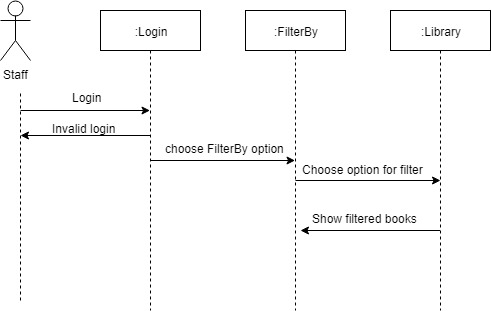 :Login
:FilterBy
:Library
Staff
Login
Invalid login
choose FilterBy option
Choose option for filter
Show filtered books